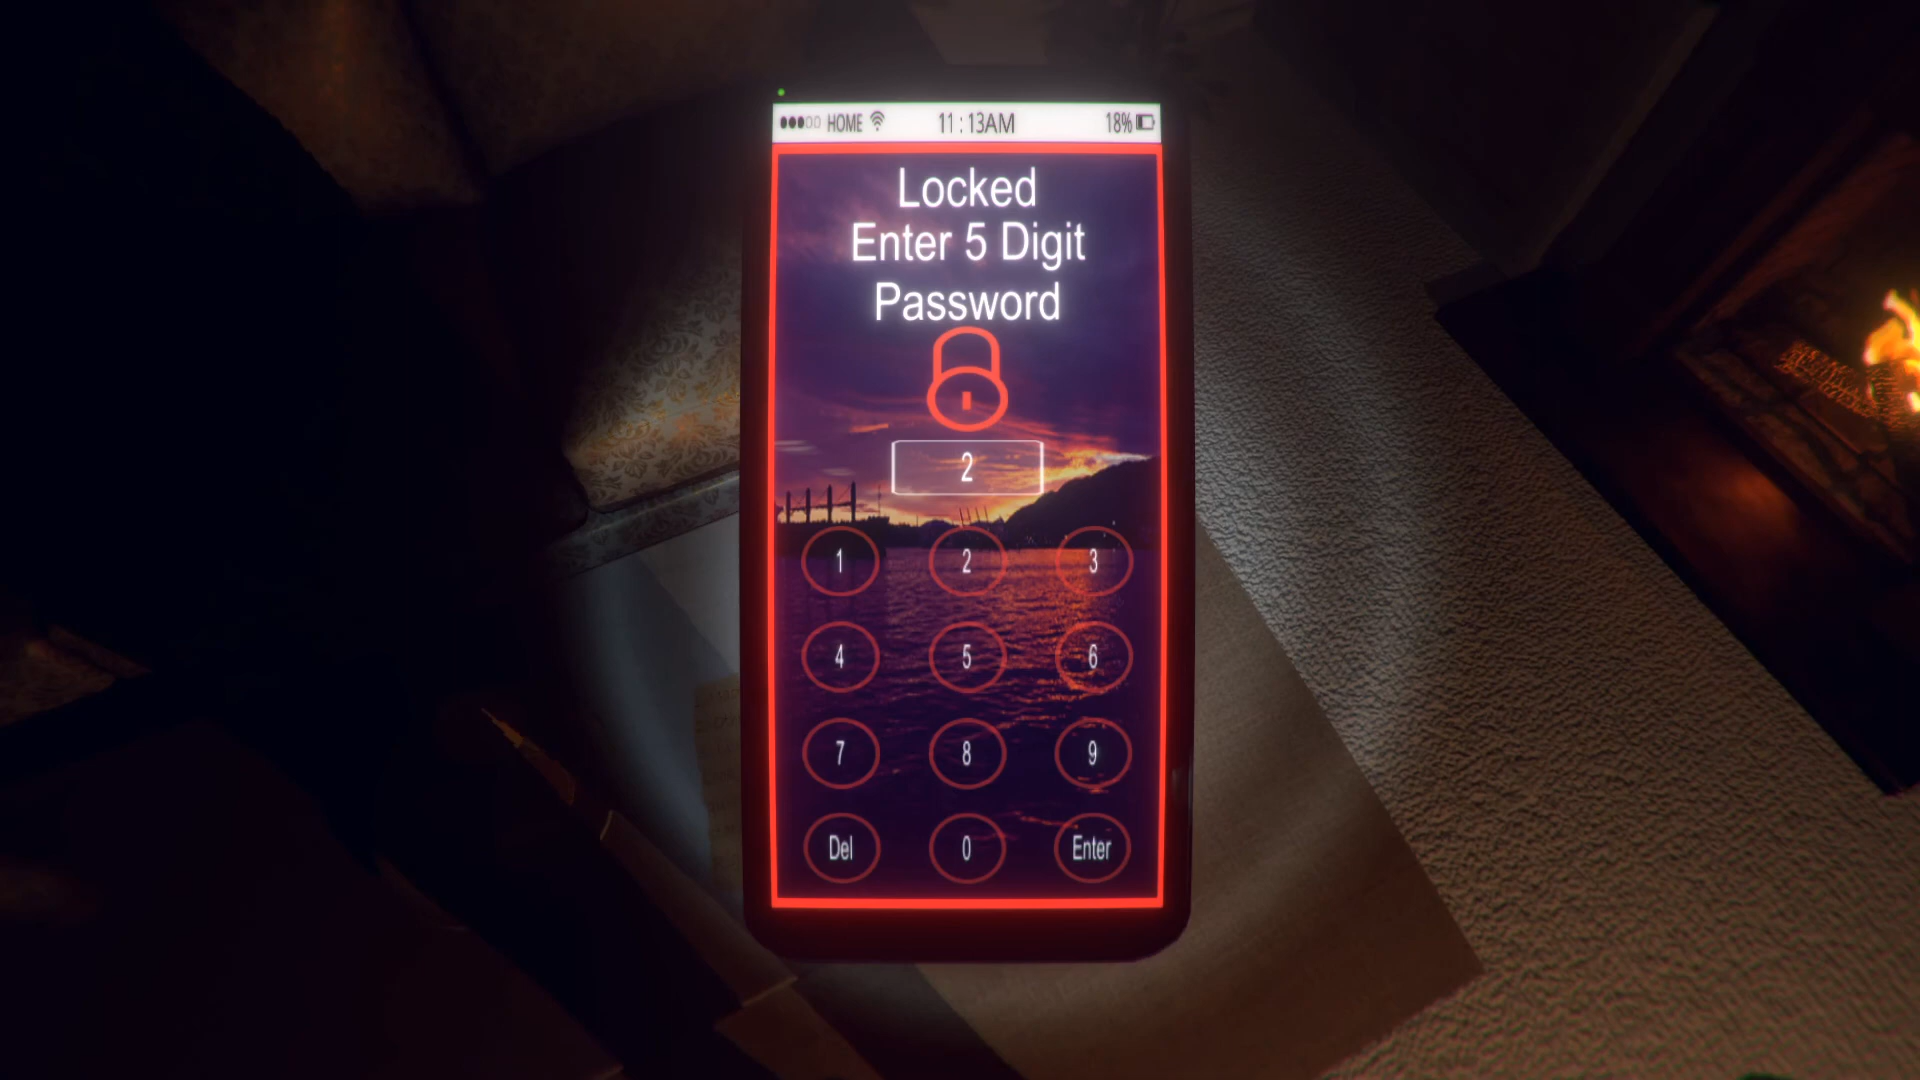 HOME 11:13AM 18%
Locked
Enter 5 Digit
Password
2
1 2 3
4 5 6
7 8 9
Del 0 Enter